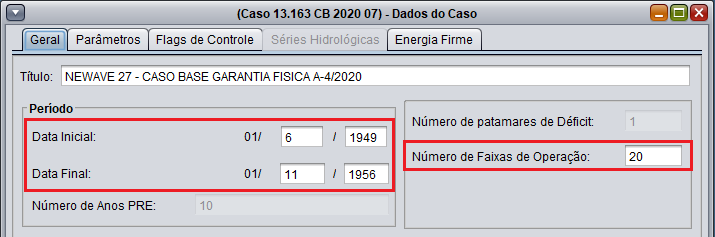 (Caso 13.163 CB 2020 07) - Dados do Caso
Geral Parâmetros Flags de Controle Séries Hidrológicas Energia Firme
Título: NEWAVE 27 - CASO BASE GARANTIA FISICA A-4/2020
Período
Data Inicial: 01/ 6 / 1949
Data Final: 01/ 11 / 1956
Número de Anos PRE: 10
Número de patamares de Déficit: 1
Número de Faixas de Operação: 20